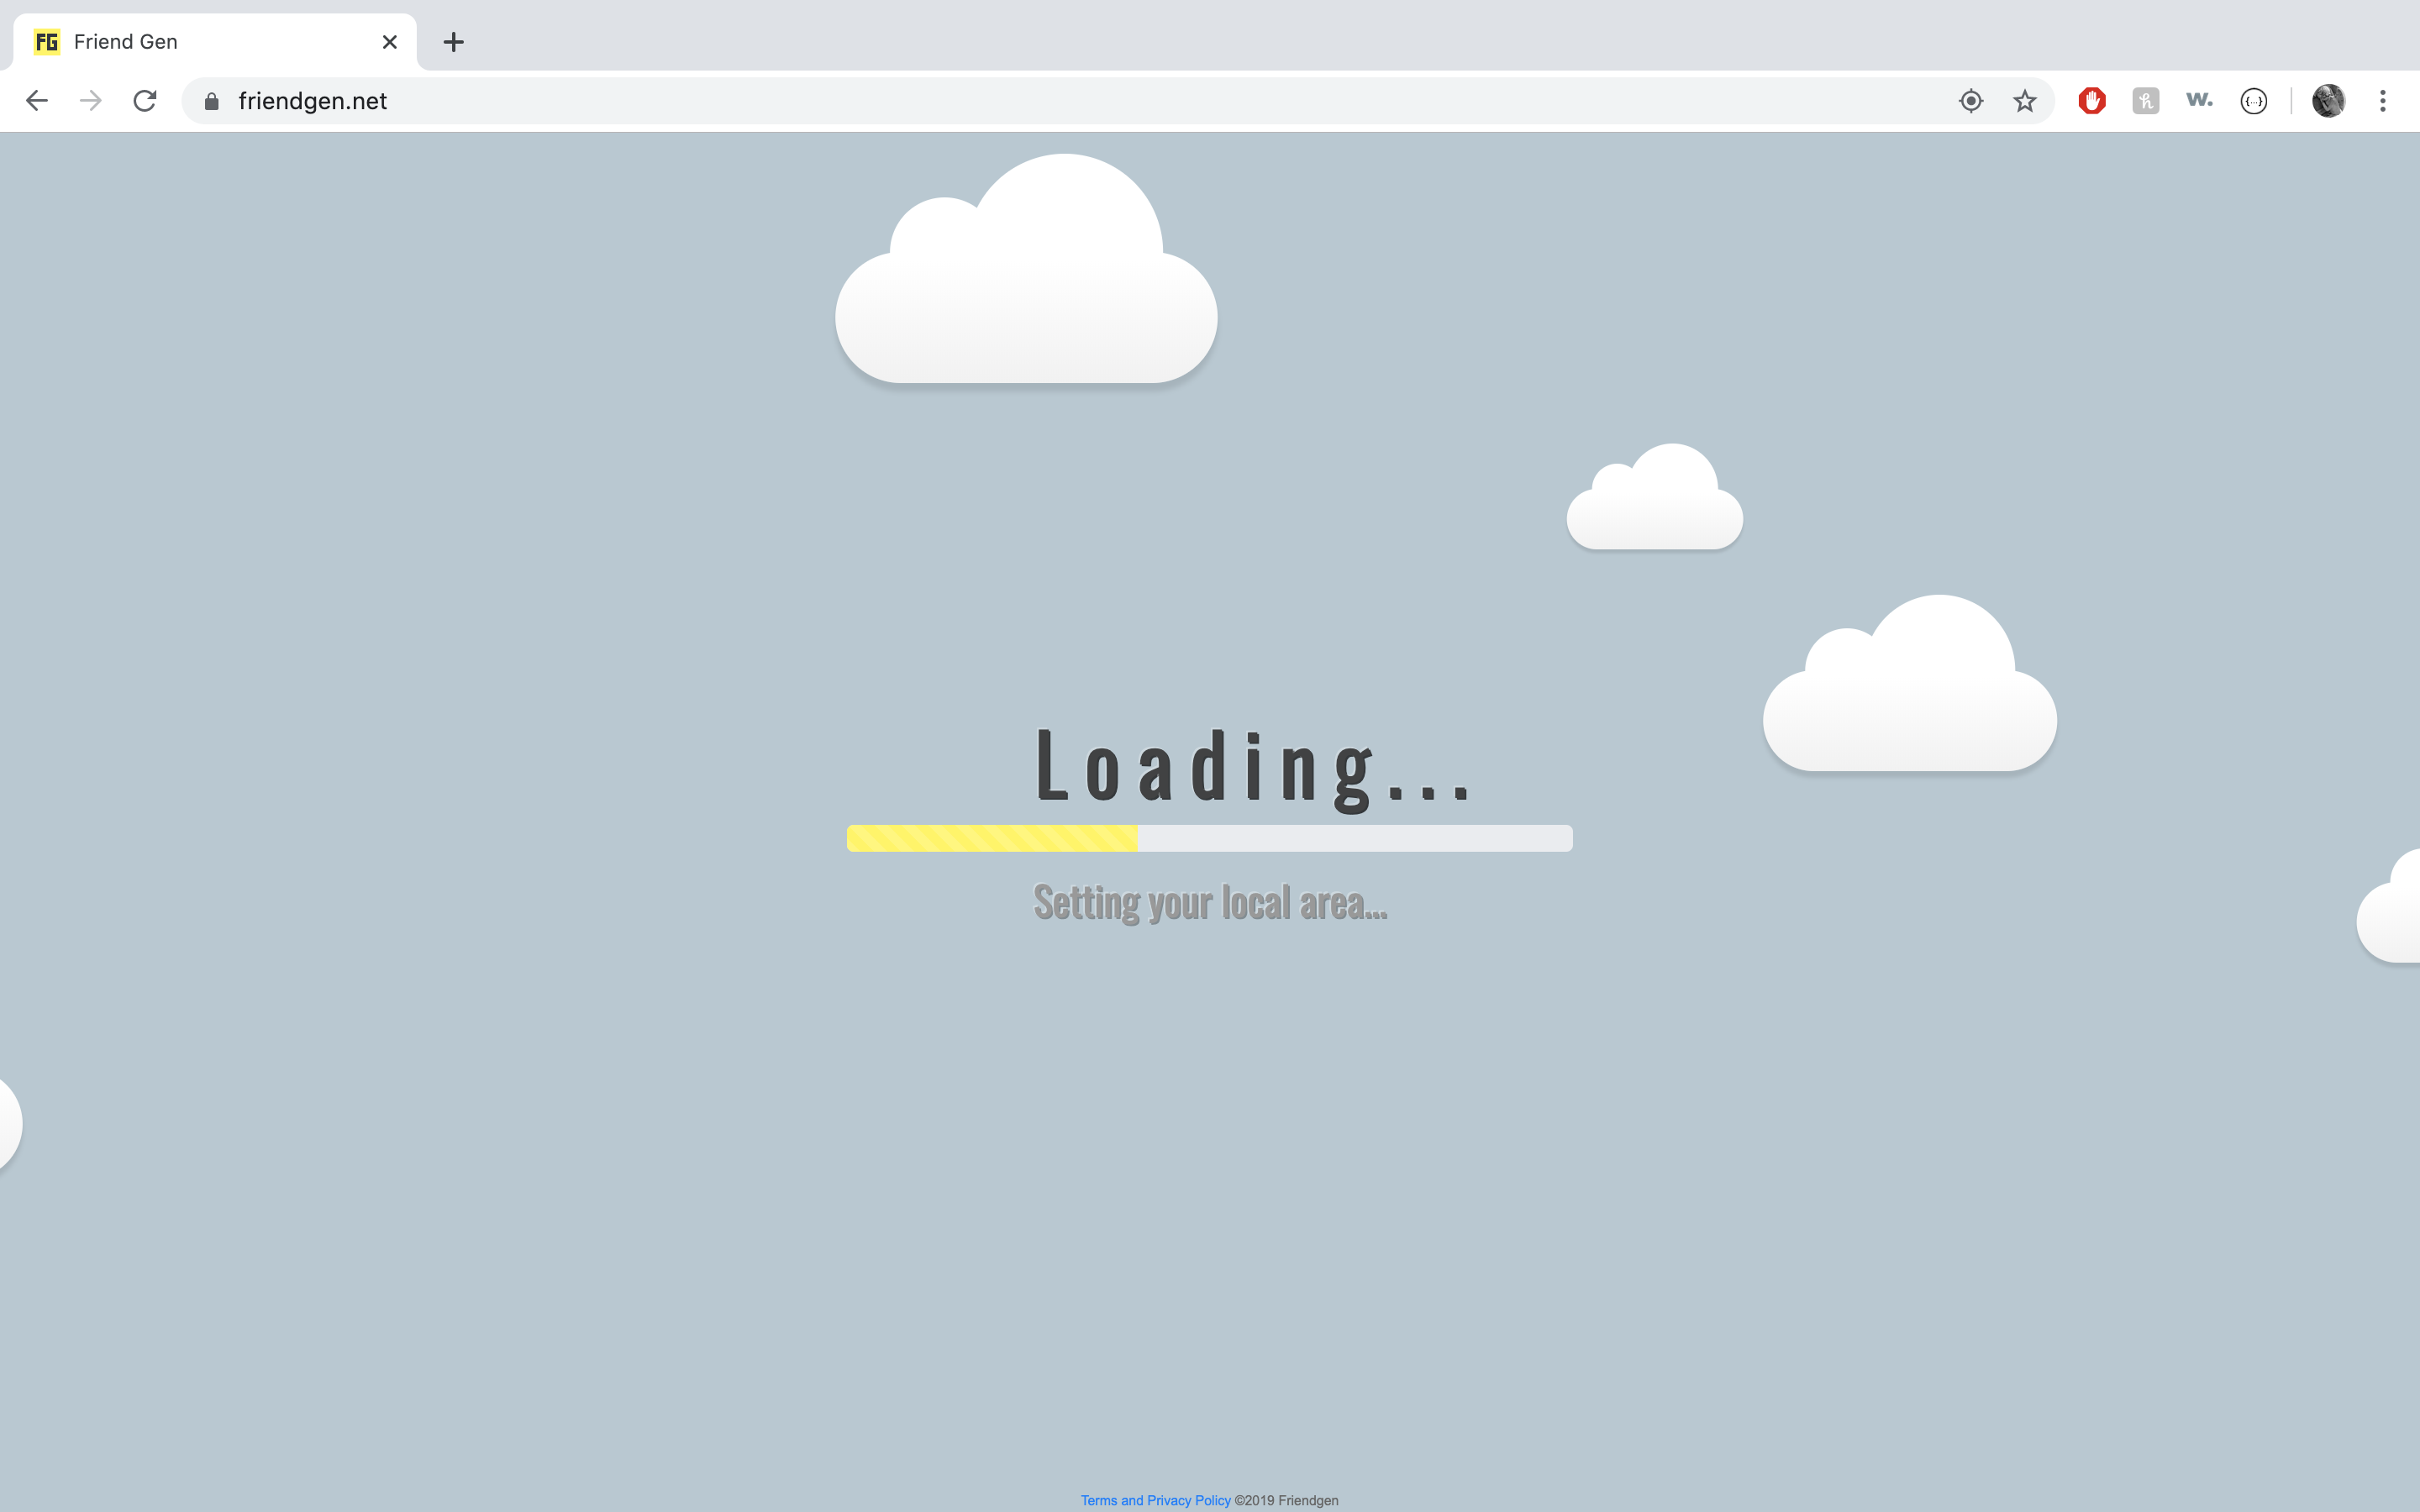 FG Friend Gen
friendgen.net
w.
{...}
Loading...
Setting your local area...
Terms and Privacy Policy ©2019 Friendgen